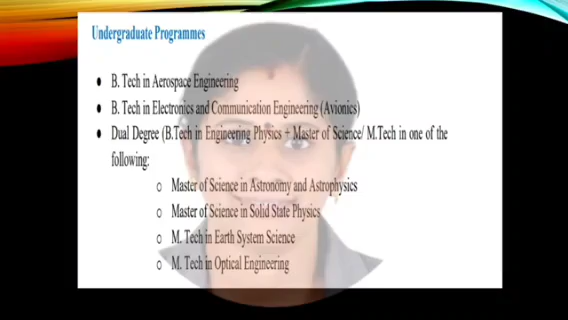 Undergraduate Programmes
● B. Tech in Aerospace Engineering
● B. Tech in Electronics and Communication Engineering (Avionics)
● Dual Degree (B.Tech in Engineering Physics + Master of Science/ M.Tech in one of the
following:
o Master of Science in Astronomy and Astrophysics
o Master of Science in Solid State Physics
o M. Tech in Earth System Science
o M. Tech in Optical Engineering